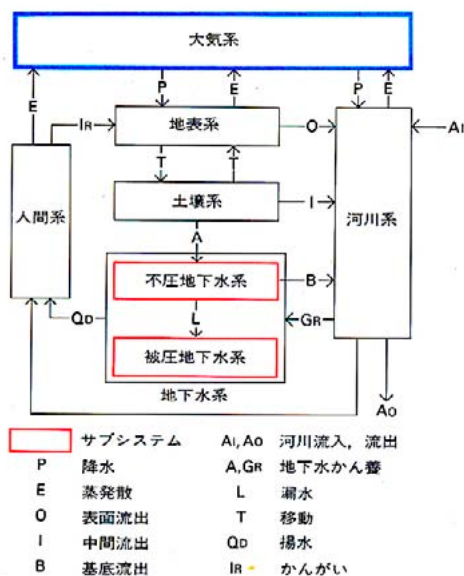 大気系
E P E P E
IR 地表系 O AI
T T
人間系 土壌系 I 河川系
A
不圧地下水系 B
QD L GR
被圧地下水系
地下水系
AO
サブシステム AI, AO 河川流入,流出
P 降水 A,GR 地下水かん養
E 蒸発散 L 漏水
O 表面流出 T 移動
I 中間流出 QD 揚水
B 基底流出 IR かんがい